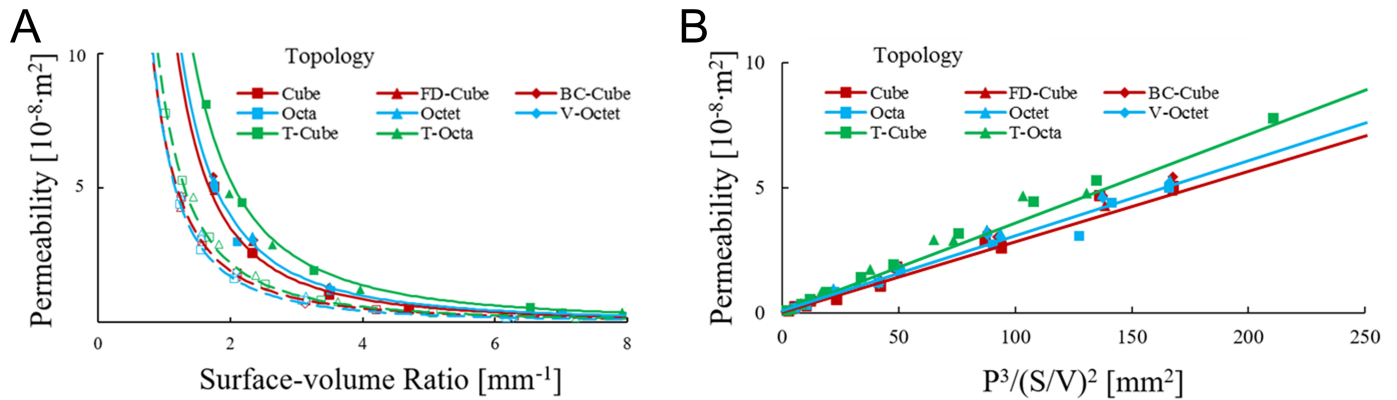 A
Permeability [10-8·m2]
10
5
Topology
Cube FD-Cube BC-Cube
Octa Octet V-Octet
T-Cube T-Octa
0 2 4 6 8
Surface-volume Ratio [mm-1]
B
Permeability [10-8·m2]
10
5
0
Topology
Cube FD-Cube BC-Cube
Octa Octet V-Octet
T-Cube T-Octa
0 50 100 150 200 250
P3/(S/V)2 [mm2]